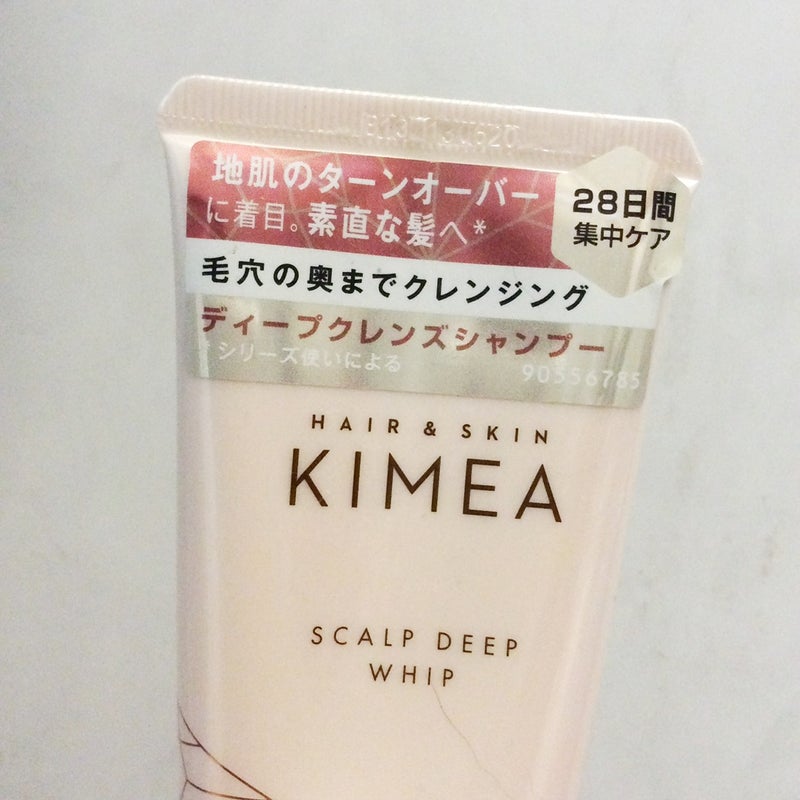 地肌のターンオーバー
に着目。素直な髪へ*
28日間
集中ケア
毛穴の奥までクレンジング
ディープクレンズシャンプー
*シリーズ使いによる
90556785
HAIR & SKIN
KIMEA
SCALP DEEP
WHIP